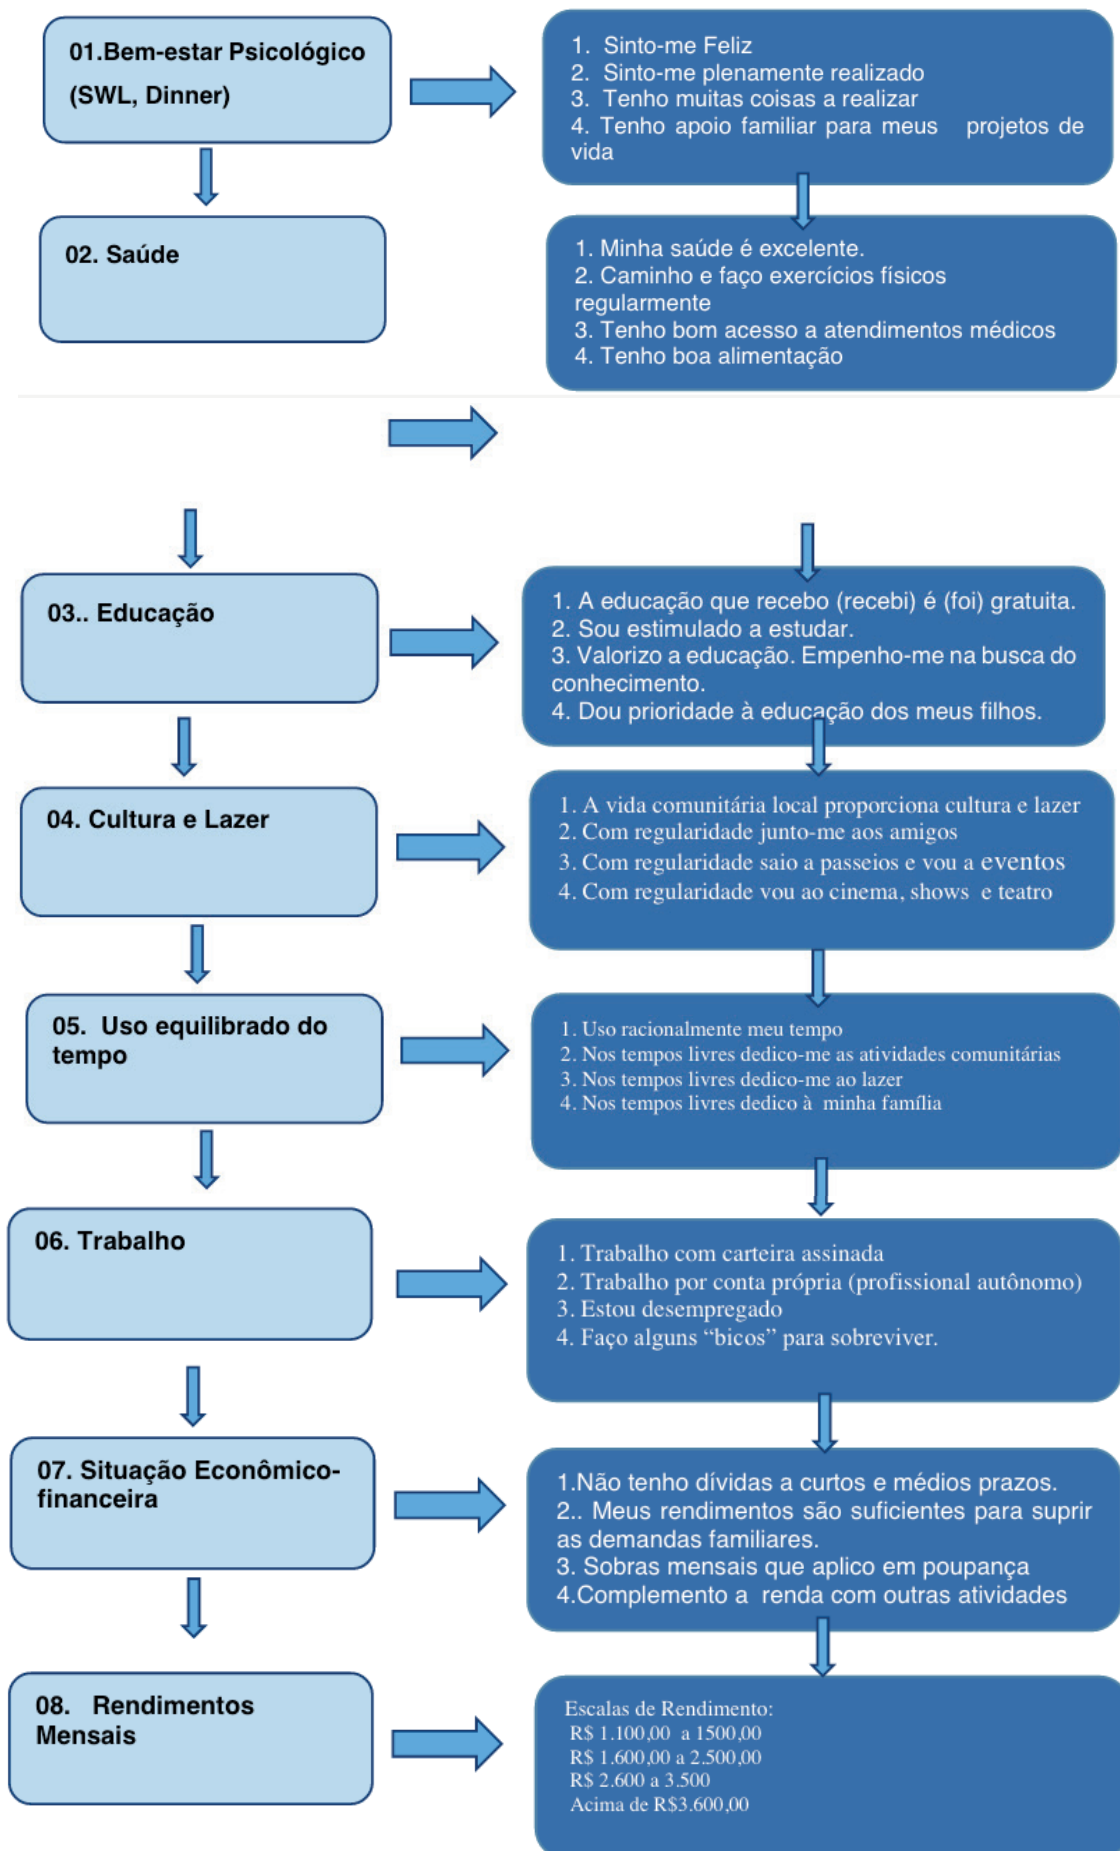 01.Bem-estar Psicológico
(SWL, Dinner)
1. Sinto-me Feliz
2. Sinto-me plenamente realizado
3. Tenho muitas coisas a realizar
4. Tenho apoio familiar para meus projetos de
vida
02. Saúde
1. Minha saúde é excelente.
2. Caminho e faço exercícios físicos
regularmente
3. Tenho bom acesso a atendimentos médicos
4. Tenho boa alimentação
03.. Educação
1. A educação que recebo (recebi) é (foi) gratuita.
2. Sou estimulado a estudar.
3. Valorizo a educação. Empenho-me na busca do
conhecimento.
4. Dou prioridade à educação dos meus filhos.
04. Cultura e Lazer
1. A vida comunitária local proporciona cultura e lazer
2. Com regularidade junto-me aos amigos
3. Com regularidade saio a passeios e vou a eventos
4. Com regularidade vou ao cinema, shows e teatro
05. Uso equilibrado do
tempo
1. Uso racionalmente meu tempo
2. Nos tempos livres dedico-me as atividades comunitárias
3. Nos tempos livres dedico-me ao lazer
4. Nos tempos livres dedico à minha família
06. Trabalho
1. Trabalho com carteira assinada
2. Trabalho por conta própria (profissional autônomo)
3. Estou desempregado
4. Faço alguns “bicos” para sobreviver.
07. Situação Econômico-
financeira
1.Não tenho dívidas a curtos e médios prazos.
2.. Meus rendimentos são suficientes para suprir
as demandas familiares.
3. Sobras mensais que aplico em poupança
4.Complemento a renda com outras atividades
08. Rendimentos
Mensais
Escalas de Rendimento:
R$ 1.100,00 a 1500,00
R$ 1.600,00 a 2.500,00
R$ 2.600 a 3.500
Acima de R$3.600,00